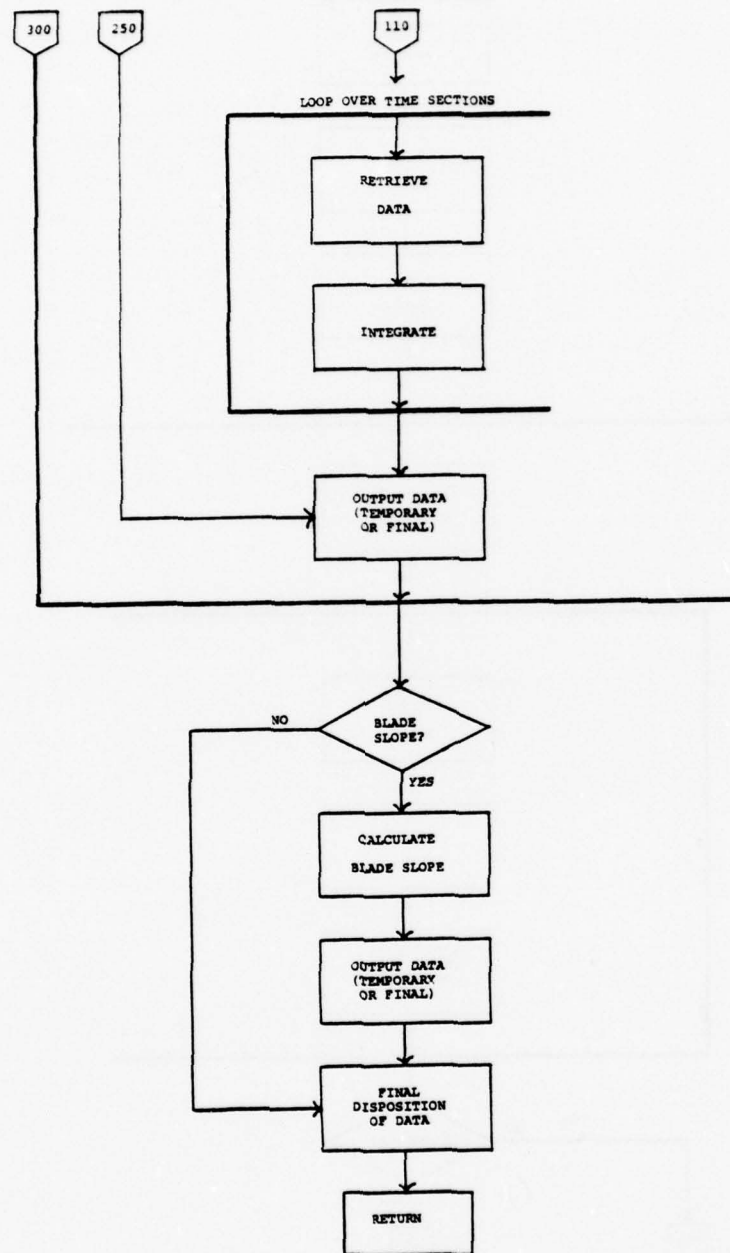 300
250
110
LOOP OVER TIME SECTIONS
RETRIEVE
DATA
INTEGRATE
OUTPUT DATA
(TEMPORARY
OR FINAL)
BLADE
SLOPE?
NO
YES
CALCULATE
BLADE SLOPE
OUTPUT DATA
(TEMPORARY
OR FINAL)
FINAL
DISPOSITION
OF DATA
RETURN